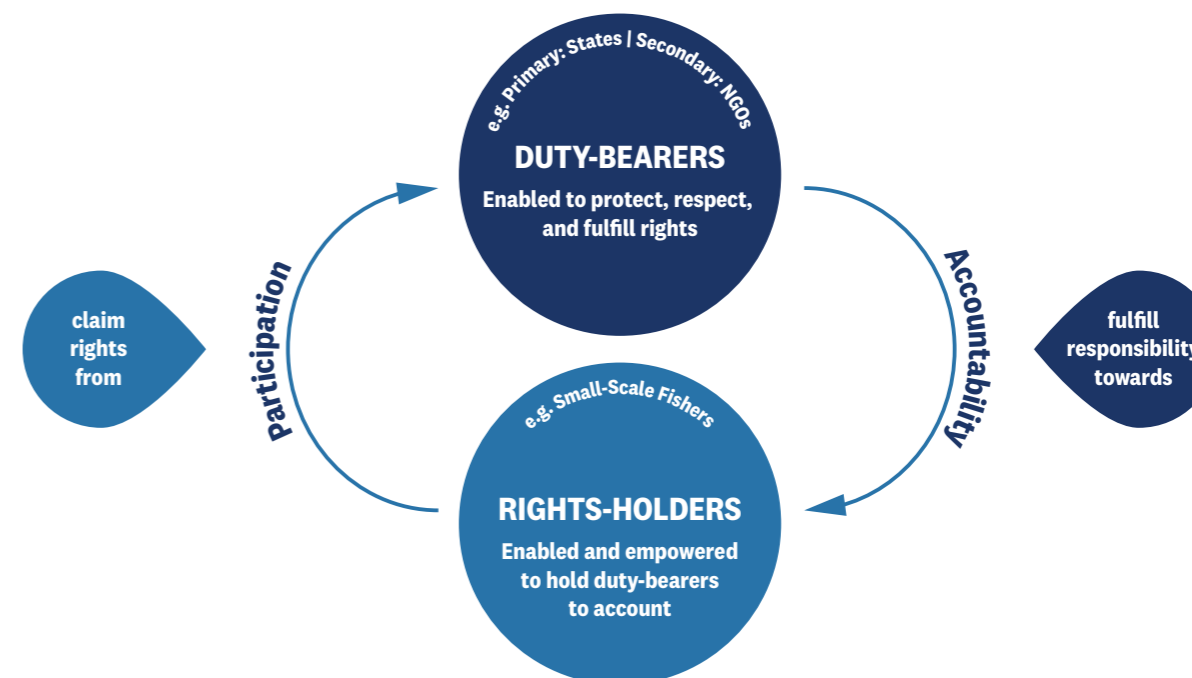 e.g. Primary: States | Secondary: NGOs
DUTY-BEARERS
Enabled to protect, respect,
and fulfill rights
claim
rights
from
Participation
Accountability
fulfill
responsibility
towards
e.g. Small-Scale Fishers
RIGHTS-HOLDERS
Enabled and empowered
to hold duty-bearers
to account